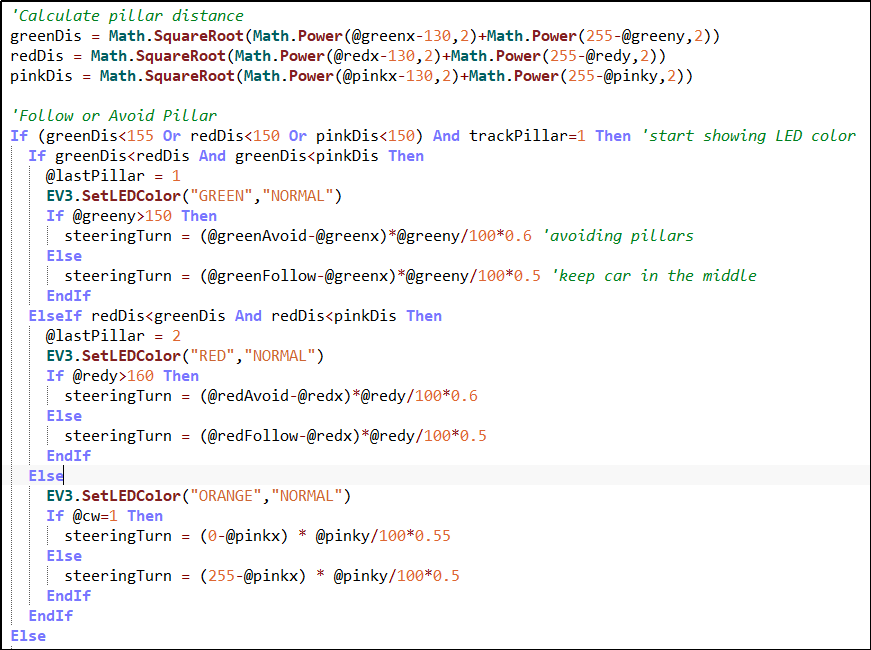 'Calculate pillar distance
greenDis = Math.SquareRoot(Math.Power(@greenx-130,2)+Math.Power(255-@greeny,2))
redDis = Math.SquareRoot(Math.Power(@redx-130,2)+Math.Power(255-@redy,2))
pinkDis = Math.SquareRoot(Math.Power(@pinkx-130,2)+Math.Power(255-@pinky,2))

'Follow or Avoid Pillar
If (greenDis<155 Or redDis<150 Or pinkDis<150) And trackPillar=1 Then 'start showing LED color
  If greenDis<redDis And greenDis<pinkDis Then
    @lastPillar = 1
    EV3.SetLEDColor("GREEN","NORMAL")
    If @greeny>150 Then
      steeringTurn = (@greenAvoid-@greenx)*@greeny/100*0.6 'avoiding pillars
    Else
      steeringTurn = (@greenFollow-@greenx)*@greeny/100*0.5 'keep car in the middle
    EndIf
  ElseIf redDis<greenDis And redDis<pinkDis Then
    @lastPillar = 2
    EV3.SetLEDColor("RED","NORMAL")
    If @redy>160 Then
      steeringTurn = (@redAvoid-@redx)*@redy/100*0.6
    Else
      steeringTurn = (@redFollow-@redx)*@redy/100*0.5
    EndIf
  Else
    EV3.SetLEDColor("ORANGE","NORMAL")
    If @cw=1 Then
      steeringTurn = (0-@pinkx) * @pinky/100*0.55
    Else
      steeringTurn = (255-@pinkx) * @pinky/100*0.5
    EndIf
  EndIf
Else